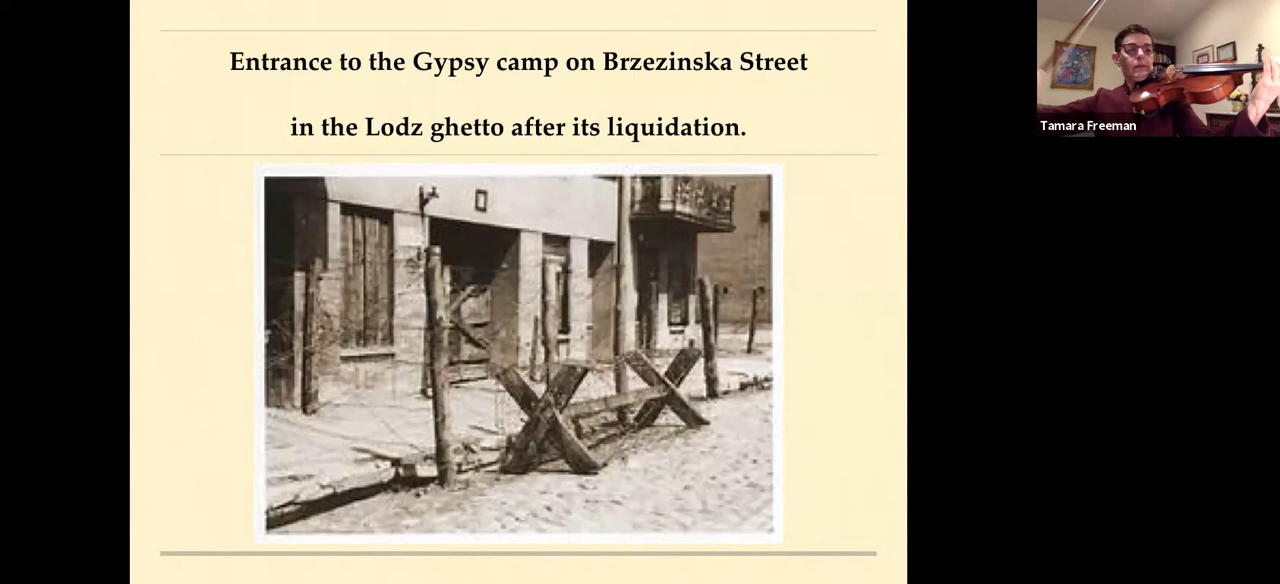 Entrance to the Gypsy camp on Brzezinska Street
in the Lodz ghetto after its liquidation.
Tamara Freeman